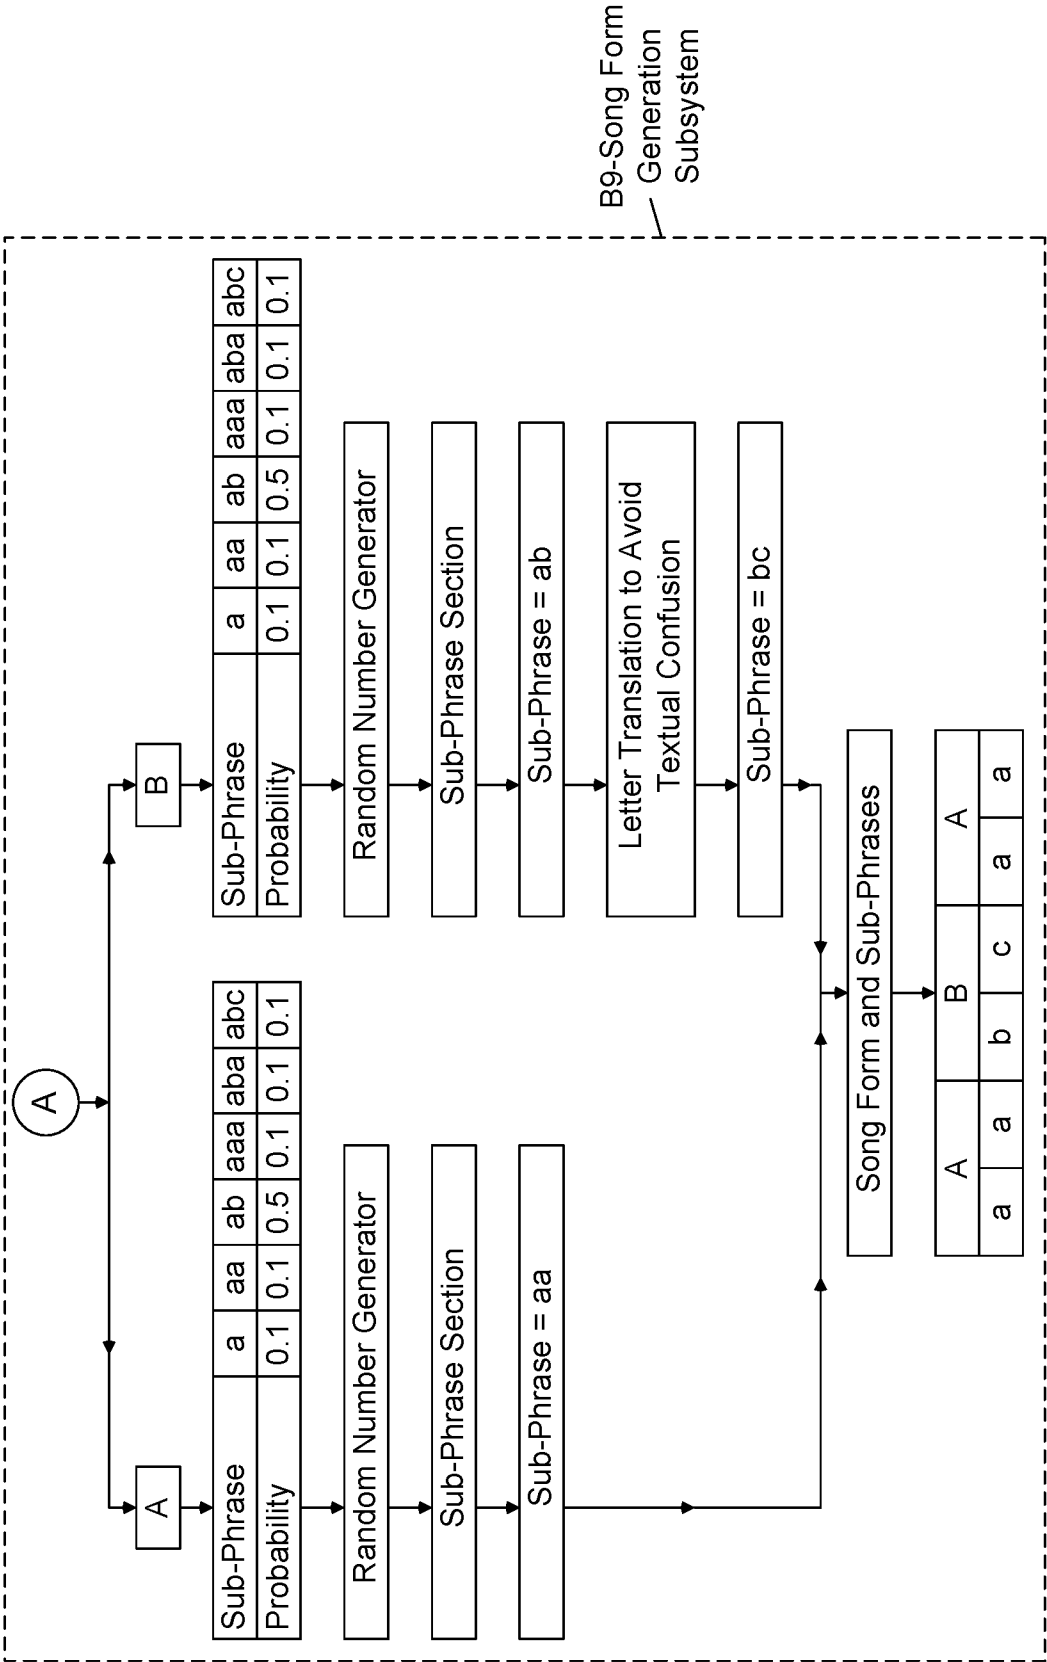 A
A
Sub-Phrase a aa ab aaa aba abc
Probability 0.1 0.1 0.5 0.1 0.1 0.1
Random Number Generator
Sub-Phrase Section
Sub-Phrase = aa
B
Sub-Phrase a aa ab aaa aba abc
Probability 0.1 0.1 0.5 0.1 0.1 0.1
Random Number Generator
Sub-Phrase Section
Sub-Phrase = ab
Letter Translation to Avoid
Textual Confusion
Sub-Phrase = bc
Song Form and Sub-Phrases
A B A
a a b c a a
B9-Song Form
Generation
Subsystem